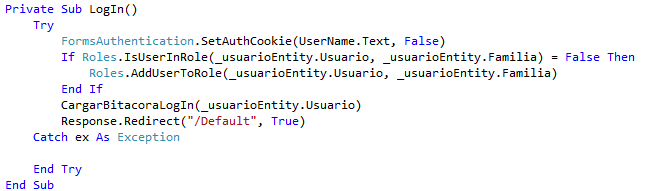 Private Sub LogIn()
    Try
        FormsAuthentication.SetAuthCookie(UserName.Text, False)
        If Roles.IsUserInRole(_usuarioEntity.Usuario, _usuarioEntity.Familia) = False Then
            Roles.AddUserToRole(_usuarioEntity.Usuario, _usuarioEntity.Familia)
        End If
        CargarBitacoraLogIn(_usuarioEntity.Usuario)
        Response.Redirect("/Default", True)
    Catch ex As Exception
    End Try
End Sub